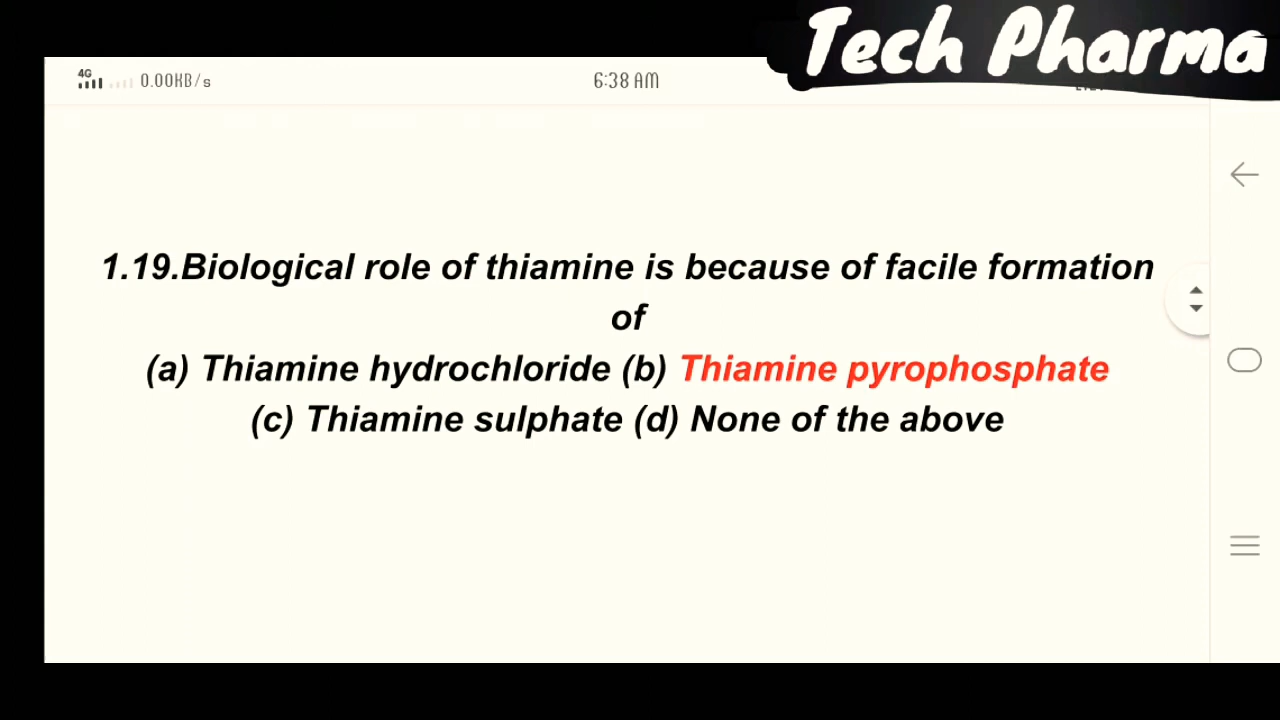 Tech Pharma
4G 0.00KB/s 6:38 AM
1.19.Biological role of thiamine is because of facile formation
of
(a) Thiamine hydrochloride (b) Thiamine pyrophosphate
(c) Thiamine sulphate (d) None of the above